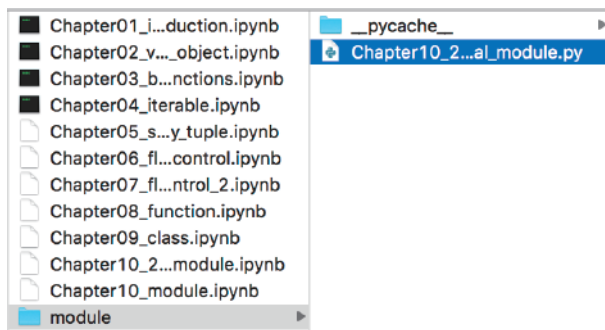 Chapter01_i...duction.ipynb
Chapter02_v..._object.ipynb
Chapter03_b...nctions.ipynb
Chapter04_iterable.ipynb
Chapter05_s...y_tuple.ipynb
Chapter06_fl...control.ipynb
Chapter07_fl...ntrol_2.ipynb
Chapter08_function.ipynb
Chapter09_class.ipynb
Chapter10_2...module.ipynb
Chapter10_module.ipynb
module
__pycache__
Chapter10_2...al_module.py